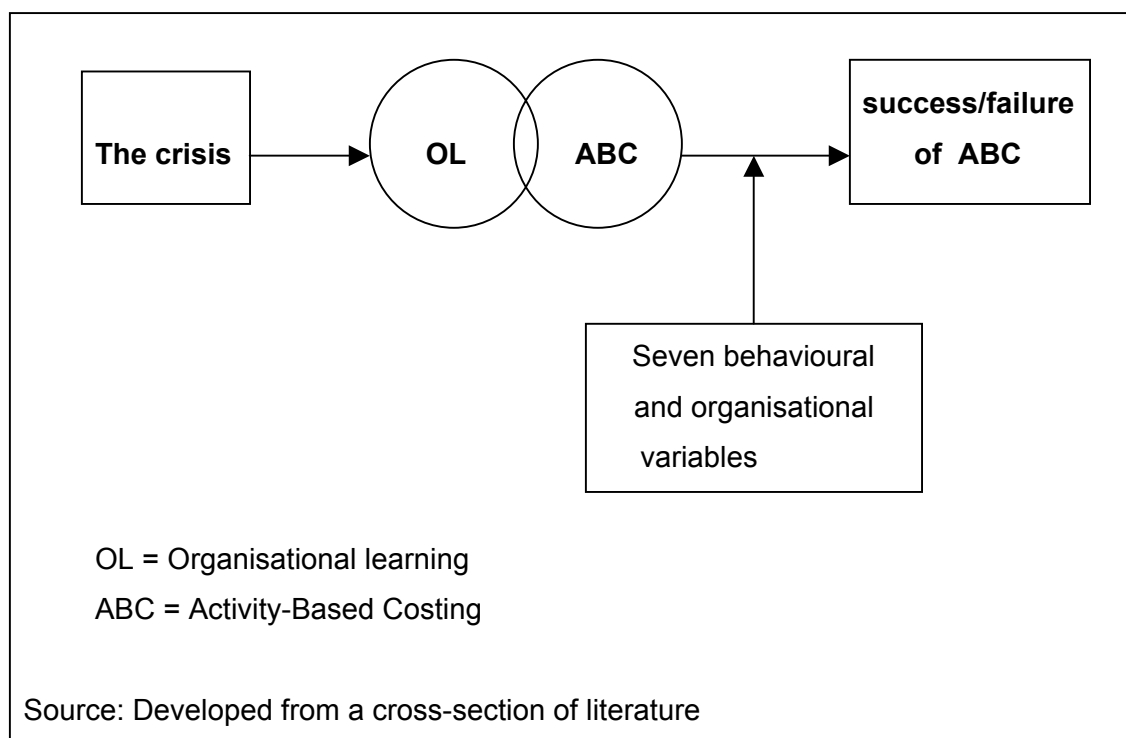 The crisis
OL
ABC
success/failure
of ABC
Seven behavioural
and organisational
variables
OL = Organisational learning
ABC = Activity-Based Costing
Source: Developed from a cross-section of literature